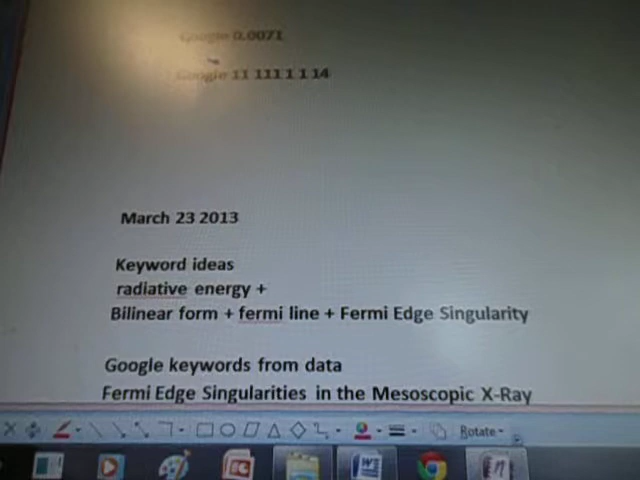 Google 0.0071
Google 11 111 1 1 14
March 23 2013
Keyword ideas
radiative energy +
Bilinear form + fermi line + Fermi Edge Singularity
Google keywords from data
Fermi Edge Singularities in the Mesoscopic X-Ray
Rotate